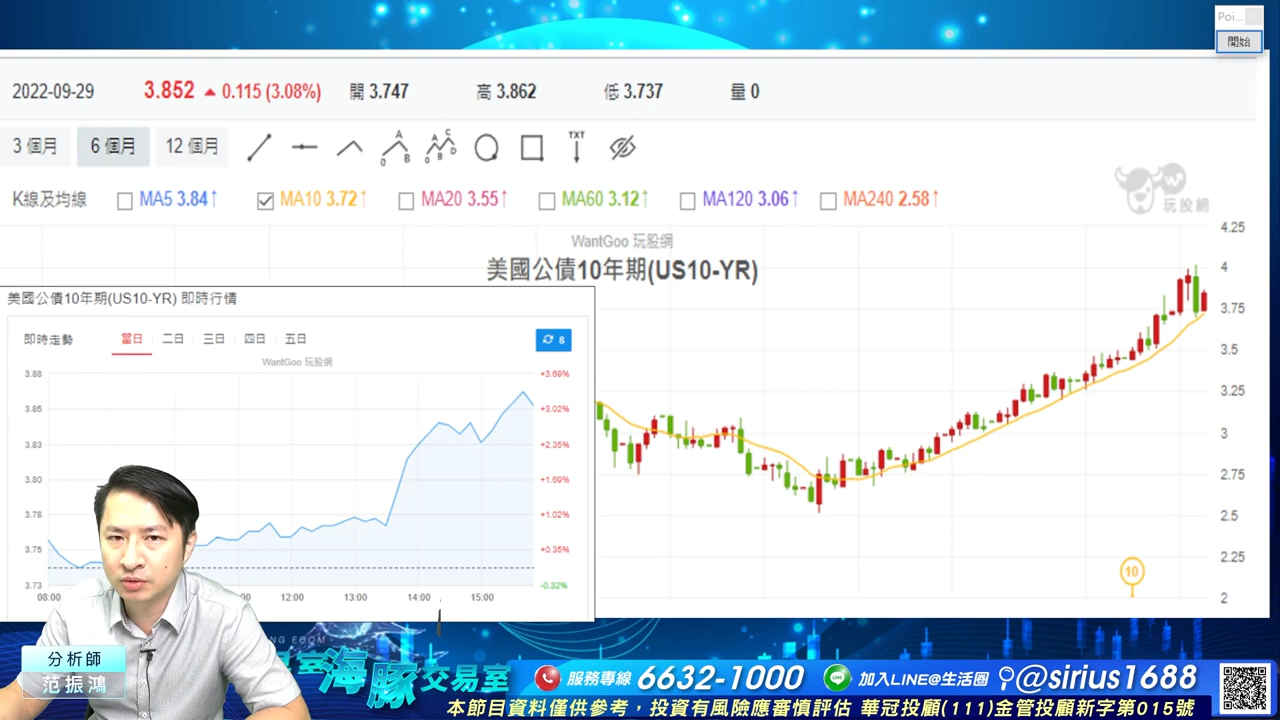 Poi...
開始
2022-09-29 3.852 ▲ 0.115 (3.08%) 開 3.747 高 3.862 低 3.737 量 0
3 個月 6 個月 12 個月
A B C D TXT
K線及均線 MA5 3.84↑ MA10 3.72↑ MA20 3.55↑ MA60 3.12↑ MA120 3.06↑ MA240 2.58↑
玩股網
WantGoo 玩股網
美國公債10年期(US10-YR)
4.25
4
3.75
3.5
3.25
3
2.75
2.5
2.25
2
10
美國公債10年期(US10-YR) 即時行情
即時走勢 當日 二日 三日 四日 五日 8
WantGoo 玩股網
3.88 +3.69%
3.85 +3.02%
3.83 +2.35%
3.80 +1.69%
3.78 +1.02%
3.75 +0.35%
3.73 -0.32%
08:00 12:00 13:00 14:00 15:00
分析師
范振鴻
海豚交易室
服務專線 6632-1000
LINE 加入LINE@生活圈 @sirius1688
本節目資料僅供參考，投資有風險應審慎評估 華冠投顧(111)金管投顧新字第015號